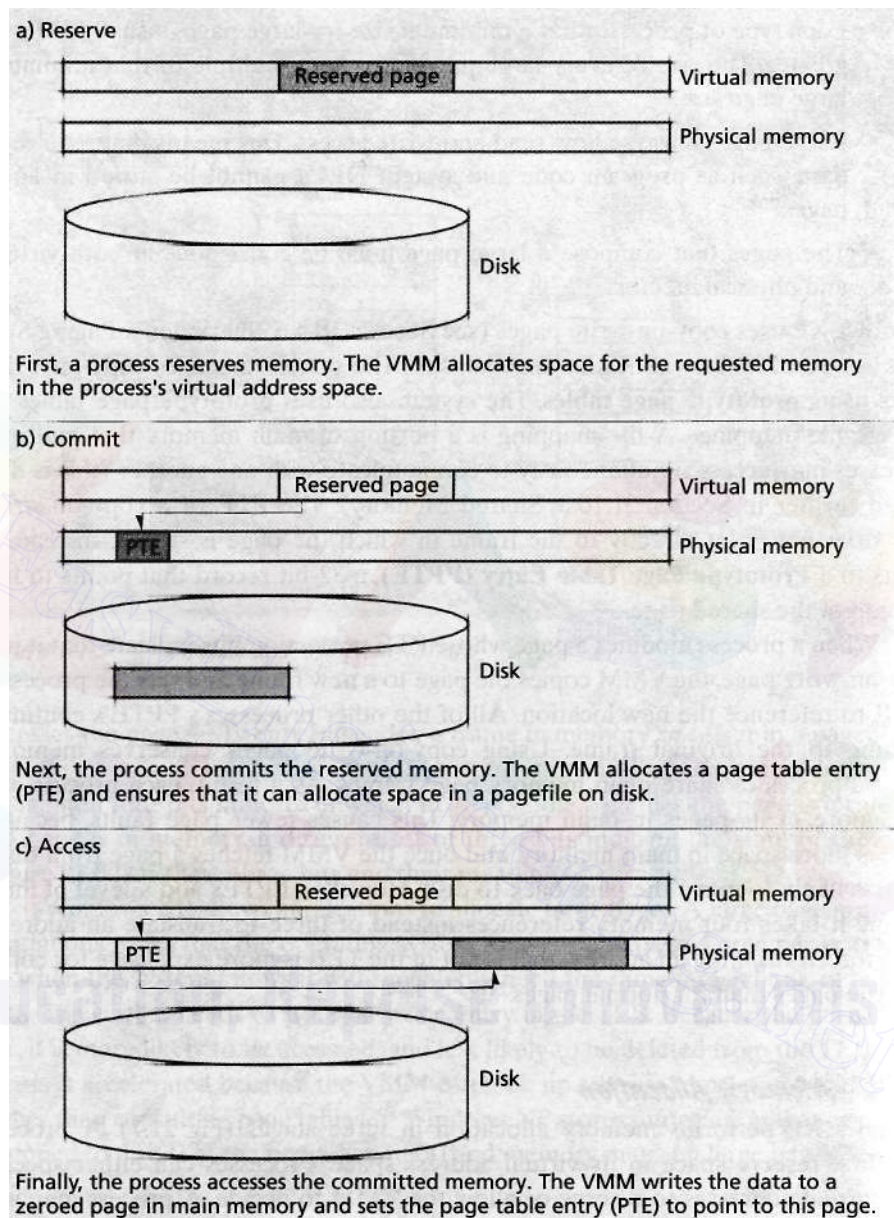 a) Reserve
Reserved page
Virtual memory
Physical memory
Disk
First, a process reserves memory. The VMM allocates space for the requested memory
in the process's virtual address space.
b) Commit
Reserved page
Virtual memory
PTE
Physical memory
Disk
Next, the process commits the reserved memory. The VMM allocates a page table entry
(PTE) and ensures that it can allocate space in a pagefile on disk.
c) Access
Reserved page
Virtual memory
PTE
Physical memory
Disk
Finally, the process accesses the committed memory. The VMM writes the data to a
zeroed page in main memory and sets the page table entry (PTE) to point to this page.